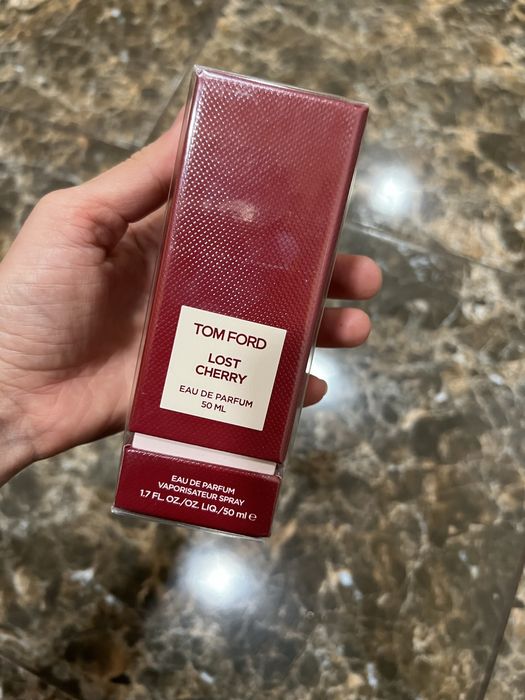 TOM FORD
LOST
CHERRY
EAU DE PARFUM
50 ML
EAU DE PARFUM
VAPORISATEUR SPRAY
1.7 FL. OZ./OZ. LIQ./50 ml ℮